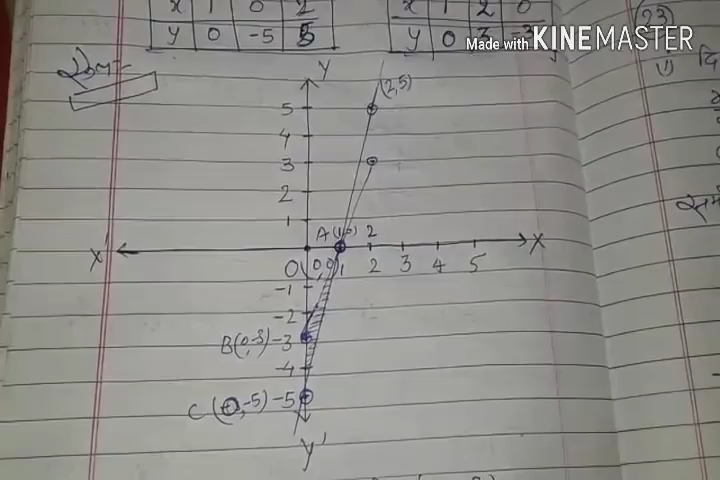 x 1 0 2
y 0 -5 5
x 1 2 0
y 0 3 -3
Made with KINEMASTER
(23)
(i) दि
Y
(2,5)
5
4
3
2
1
A(1,0) 2
X' X
0(0,0) 1 2 3 4 5
-1
-2
B(0,-3) -3
-4
C(0,-5) -5
Y'